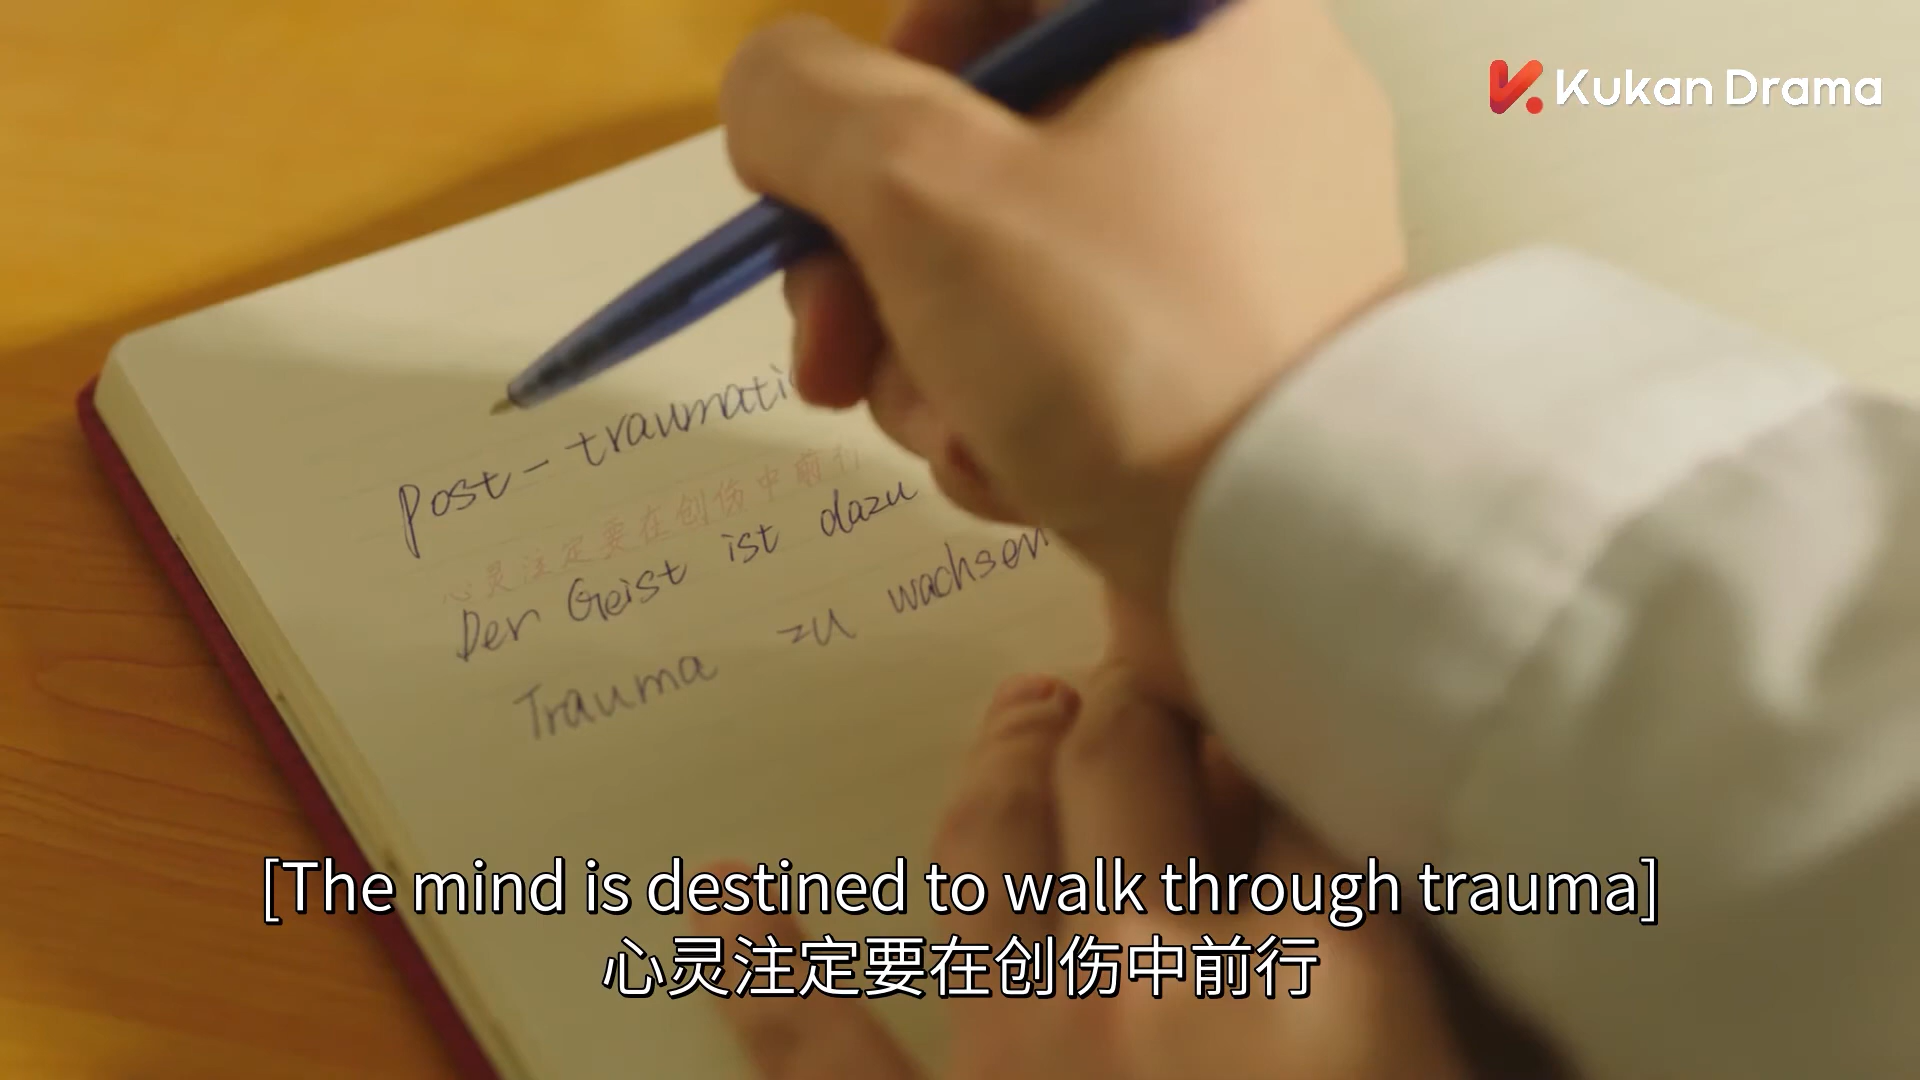 Kukan Drama
Post-traumatic
心灵注定要在创伤中前行
Der Geist ist dazu
Trauma zu wachsen
[The mind is destined to walk through trauma]
心灵注定要在创伤中前行